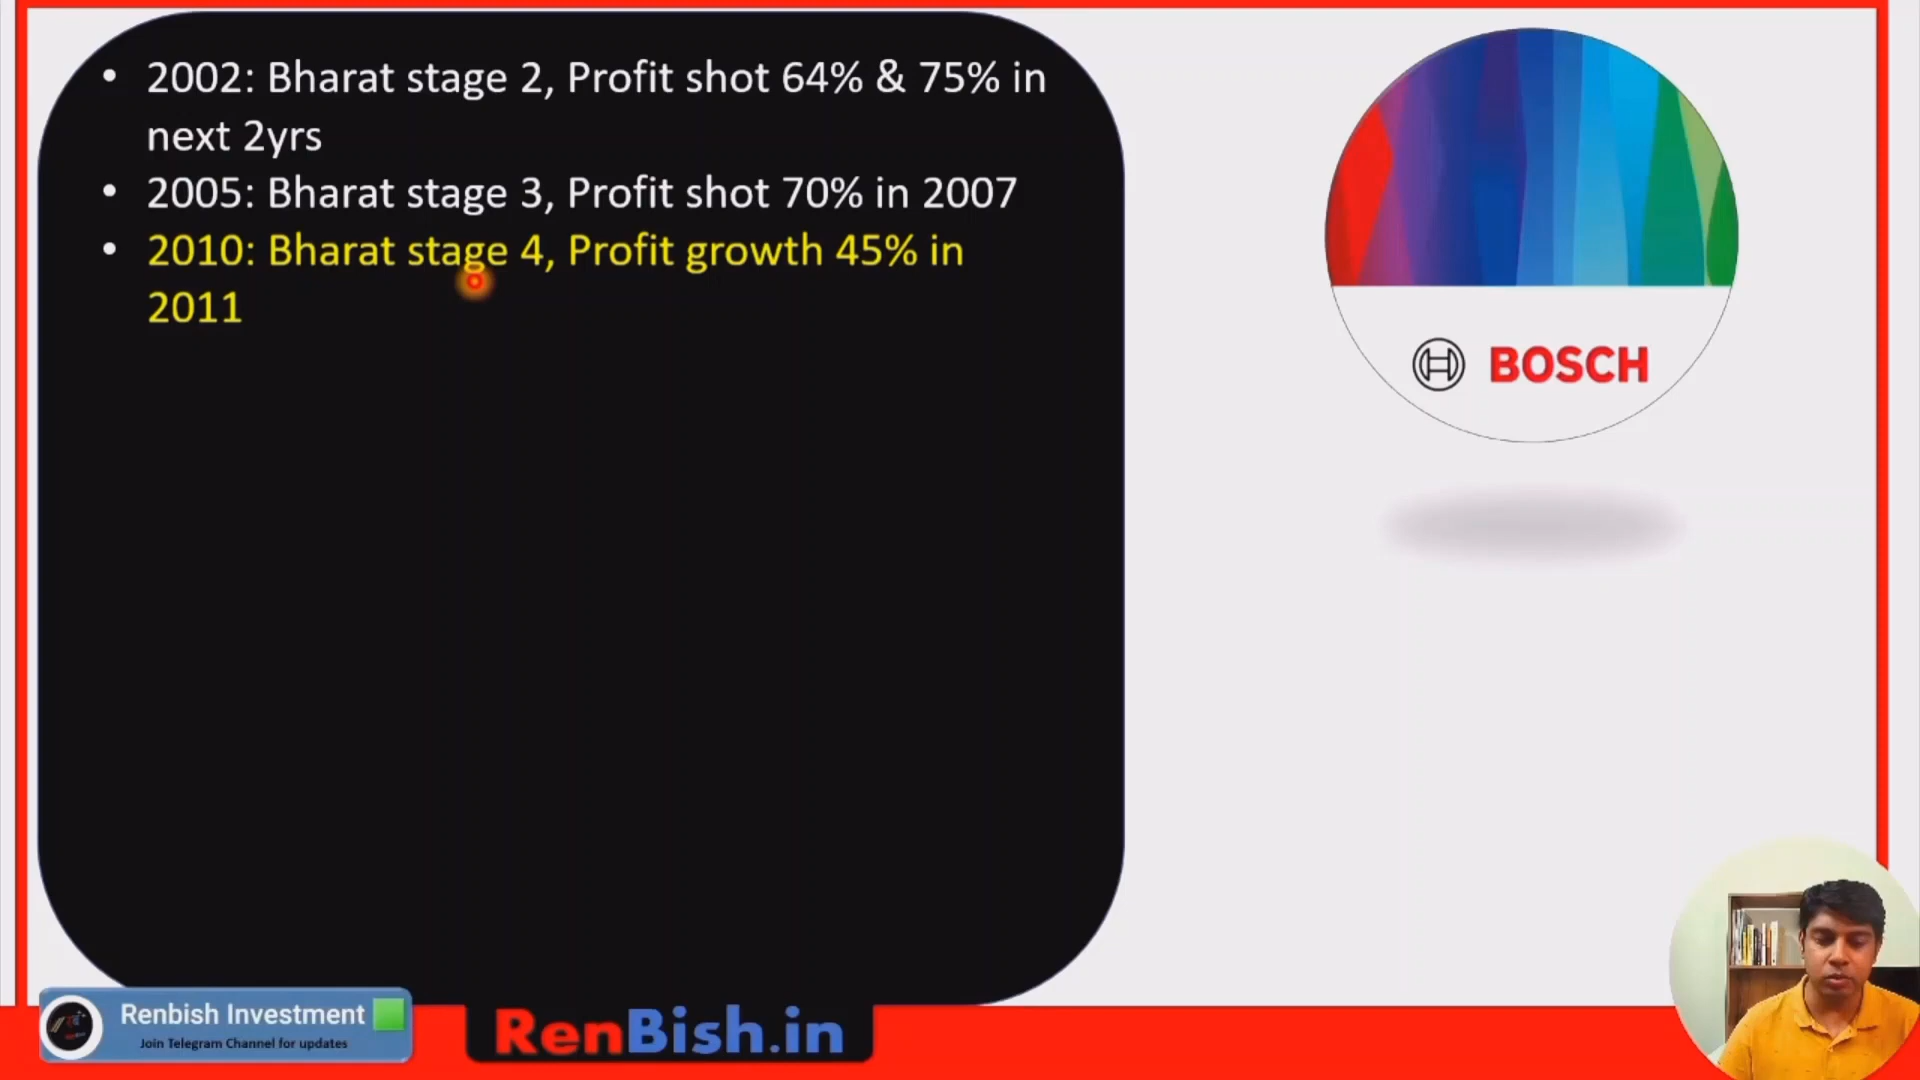 • 2002: Bharat stage 2, Profit shot 64% & 75% in
next 2yrs
• 2005: Bharat stage 3, Profit shot 70% in 2007
• 2010: Bharat stage 4, Profit growth 45% in
2011
BOSCH
Renbish Investment
Join Telegram Channel for updates
RenBish.in